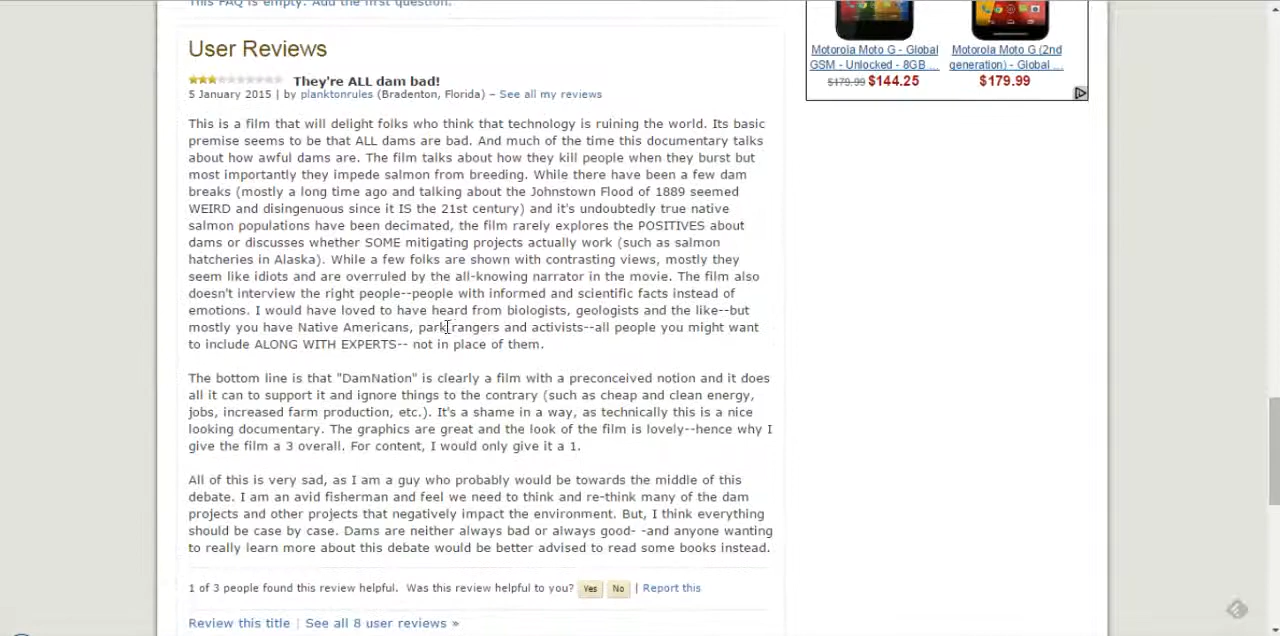 This FAQ is empty. Add the first question.
User Reviews
They're ALL dam bad!
5 January 2015 | by planktonrules (Bradenton, Florida) – See all my reviews
This is a film that will delight folks who think that technology is ruining the world. Its basic
premise seems to be that ALL dams are bad. And much of the time this documentary talks
about how awful dams are. The film talks about how they kill people when they burst but
most importantly they impede salmon from breeding. While there have been a few dam
breaks (mostly a long time ago and talking about the Johnstown Flood of 1889 seemed
WEIRD and disingenuous since it IS the 21st century) and it's undoubtedly true native
salmon populations have been decimated, the film rarely explores the POSITIVES about
dams or discusses whether SOME mitigating projects actually work (such as salmon
hatcheries in Alaska). While a few folks are shown with contrasting views, mostly they
seem like idiots and are overruled by the all-knowing narrator in the movie. The film also
doesn't interview the right people--people with informed and scientific facts instead of
emotions. I would have loved to have heard from biologists, geologists and the like--but
mostly you have Native Americans, park rangers and activists--all people you might want
to include ALONG WITH EXPERTS-- not in place of them.
The bottom line is that "DamNation" is clearly a film with a preconceived notion and it does
all it can to support it and ignore things to the contrary (such as cheap and clean energy,
jobs, increased farm production, etc.). It's a shame in a way, as technically this is a nice
looking documentary. The graphics are great and the look of the film is lovely--hence why I
give the film a 3 overall. For content, I would only give it a 1.
All of this is very sad, as I am a guy who probably would be towards the middle of this
debate. I am an avid fisherman and feel we need to think and re-think many of the dam
projects and other projects that negatively impact the environment. But, I think everything
should be case by case. Dams are neither always bad or always good- -and anyone wanting
to really learn more about this debate would be better advised to read some books instead.
1 of 3 people found this review helpful. Was this review helpful to you? Yes No | Report this
Review this title | See all 8 user reviews »
Motorola Moto G - Global
GSM - Unlocked - 8GB ...
$179.99 $144.25
Motorola Moto G (2nd
generation) - Global ...
$179.99